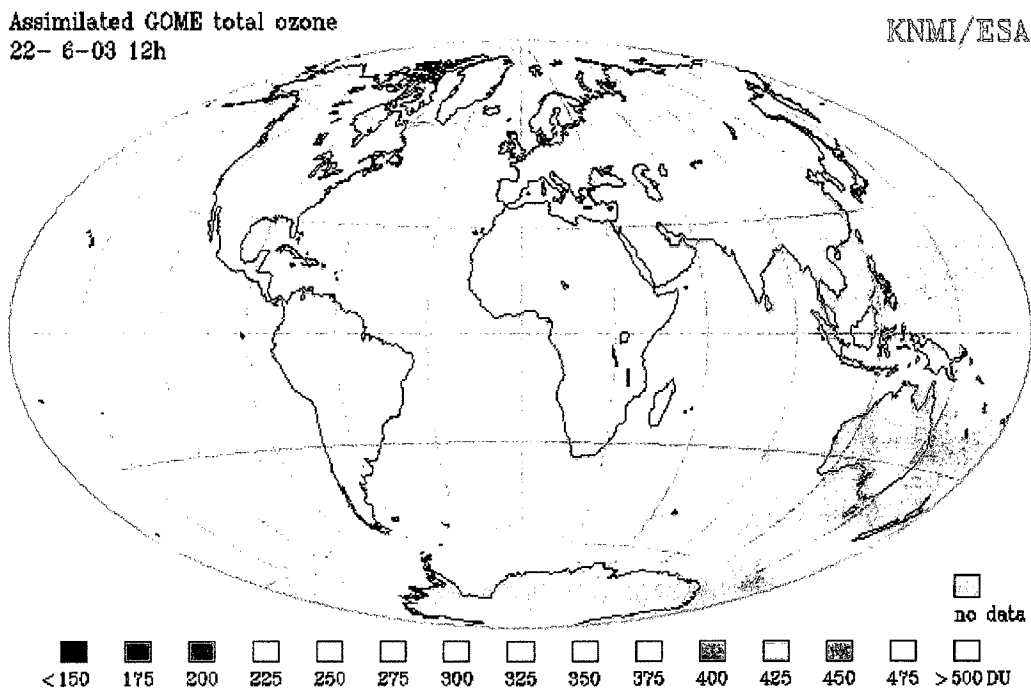 Assimilated GOME total ozone
22- 6-03 12h
KNMI/ESA
no data
<150 175 200 225 250 275 300 325 350 375 400 425 450 475 >500 DU